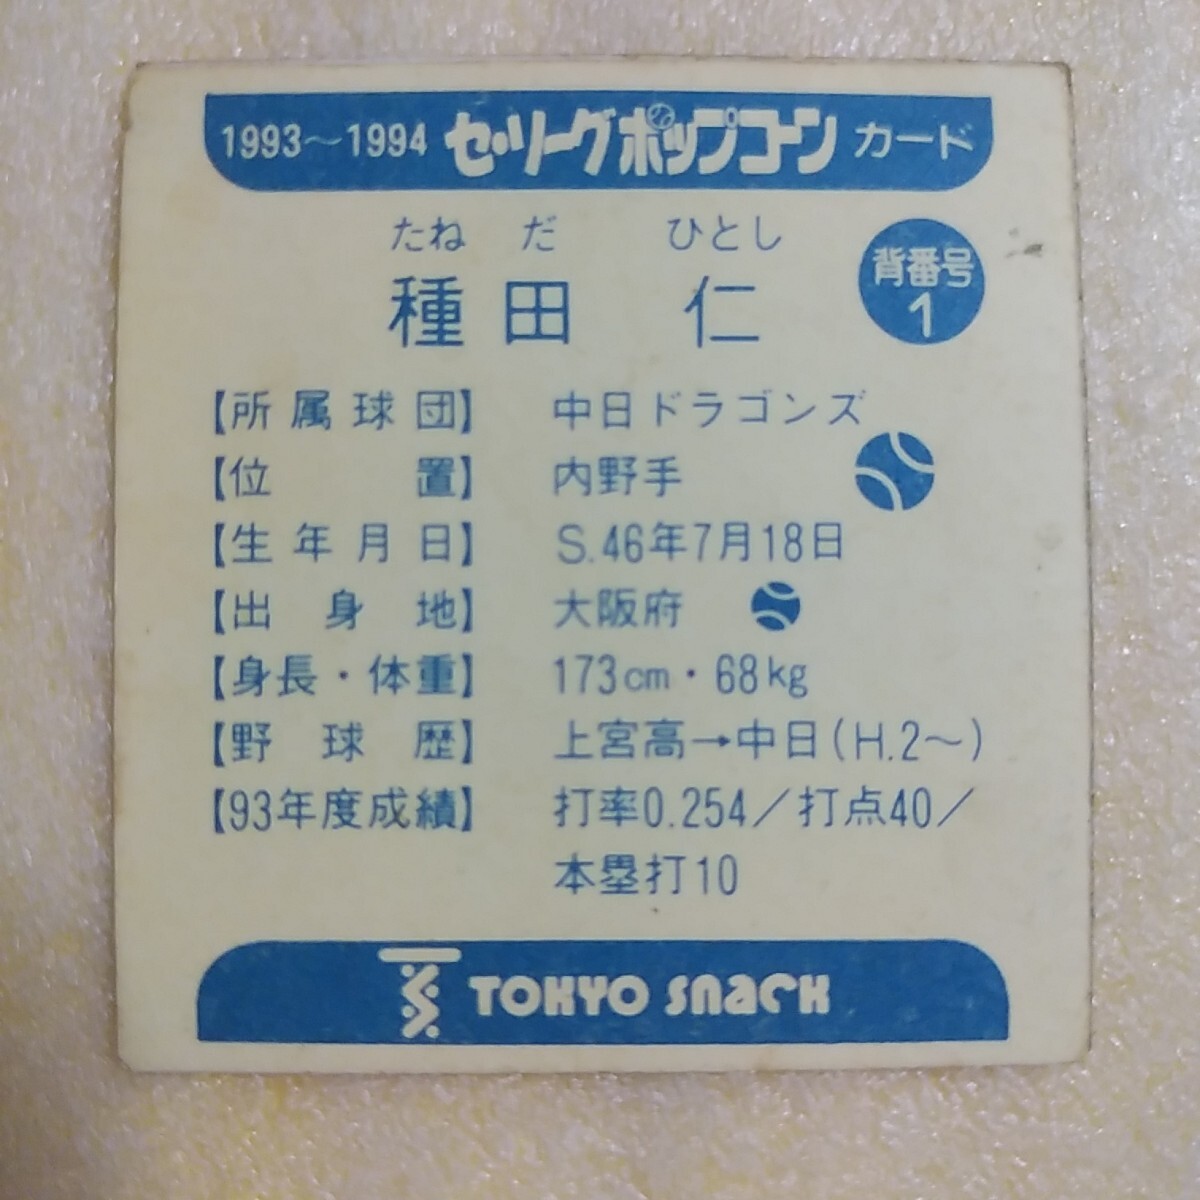 1993～1994 セ・リーグポップコーン カード
たねだ ひとし
種田 仁
背番号
1
【所属球団】 中日ドラゴンズ
【位置】 内野手
【生年月日】 S.46年7月18日
【出身地】 大阪府
【身長・体重】 173cm・68kg
【野球歴】 上宮高→中日(H.2～)
【93年度成績】 打率0.254／打点40／
本塁打10
TOKYO SNACK